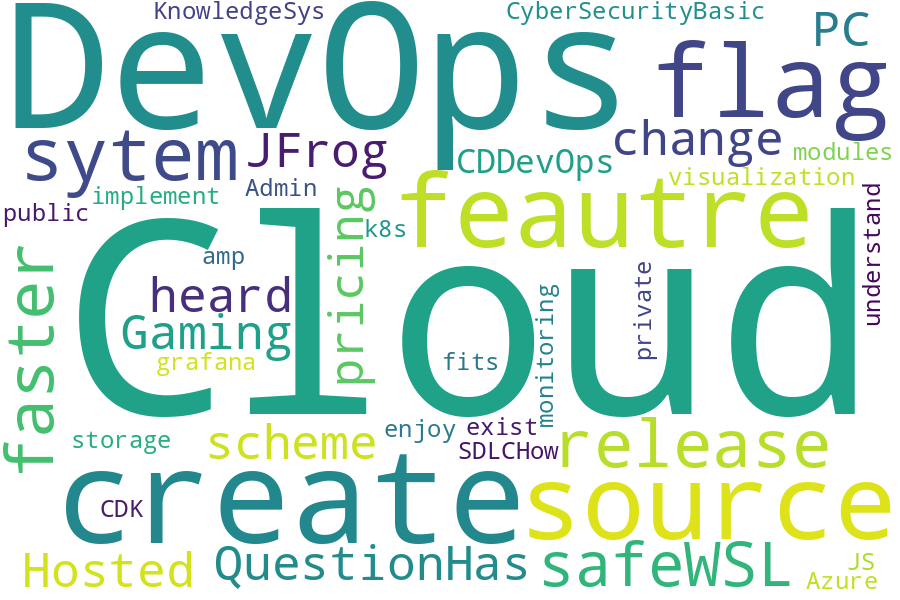 KnowledgeSys
CyberSecurityBasic
DevOps
PC
flag
sytem
JFrog
change
CDDevOps
modules
visualization
implement
Admin
public
feautre
pricing
k8s
understand
amp
Cloud
faster
heard
Gaming
grafana
fits
monitoring
private
storage
scheme
enjoy
exist
SDLCHow
release
create
source
CDK
Hosted
QuestionHas
safeWSL
JS
Azure